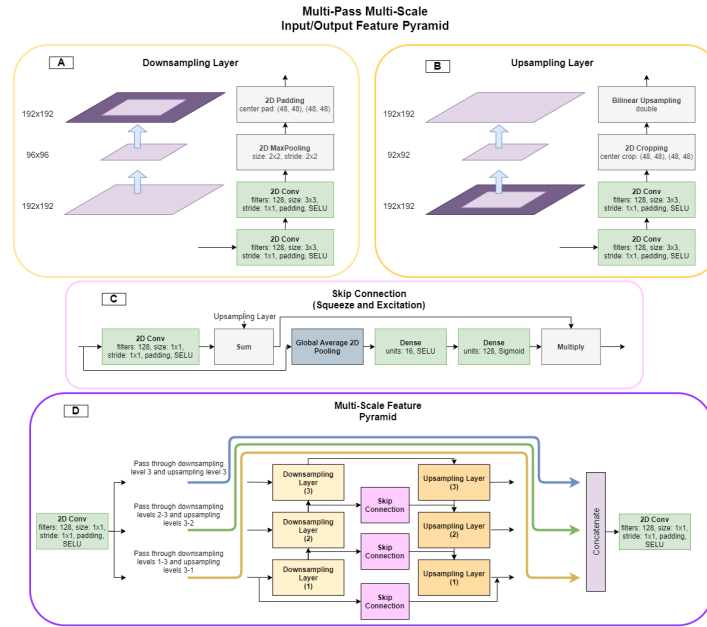 Multi-Pass Multi-Scale
Input/Output Feature Pyramid
A
Downsampling Layer
192x192
96x96
192x192
2D Padding
center pad: (48, 48), (48, 48)
2D MaxPooling
size: 2x2, stride: 2x2
2D Conv
filters: 128, size: 3x3,
stride: 1x1, padding, SELU
2D Conv
filters: 128, size: 3x3,
stride: 1x1, padding, SELU
B
Upsampling Layer
192x192
92x92
192x192
Bilinear Upsampling
double
2D Cropping
center crop: (48, 48), (48, 48)
2D Conv
filters: 128, size: 3x3,
stride: 1x1, padding, SELU
2D Conv
filters: 128, size: 3x3,
stride: 1x1, padding, SELU
C
Skip Connection
(Squeeze and Excitation)
Upsampling Layer
2D Conv
filters: 128, size: 1x1,
stride: 1x1, padding, SELU
Sum
Global Average 2D
Pooling
Dense
units: 16, SELU
Dense
units: 128, Sigmoid
Multiply
D
Multi-Scale Feature
Pyramid
2D Conv
filters: 128, size: 1x1,
stride: 1x1, padding,
SELU
Pass through downsampling
level 3 and upsampling level 3
Pass through downsampling
levels 2-3 and upsampling
levels 3-2
Pass through downsampling
levels 1-3 and upsampling
levels 3-1
Downsampling
Layer
(3)
Downsampling
Layer
(2)
Downsampling
Layer
(1)
Skip
Connection
Skip
Connection
Skip
Connection
Upsampling Layer
(3)
Upsampling Layer
(2)
Upsampling Layer
(1)
Concatenate
2D Conv
filters: 128, size: 1x1,
stride: 1x1, padding,
SELU